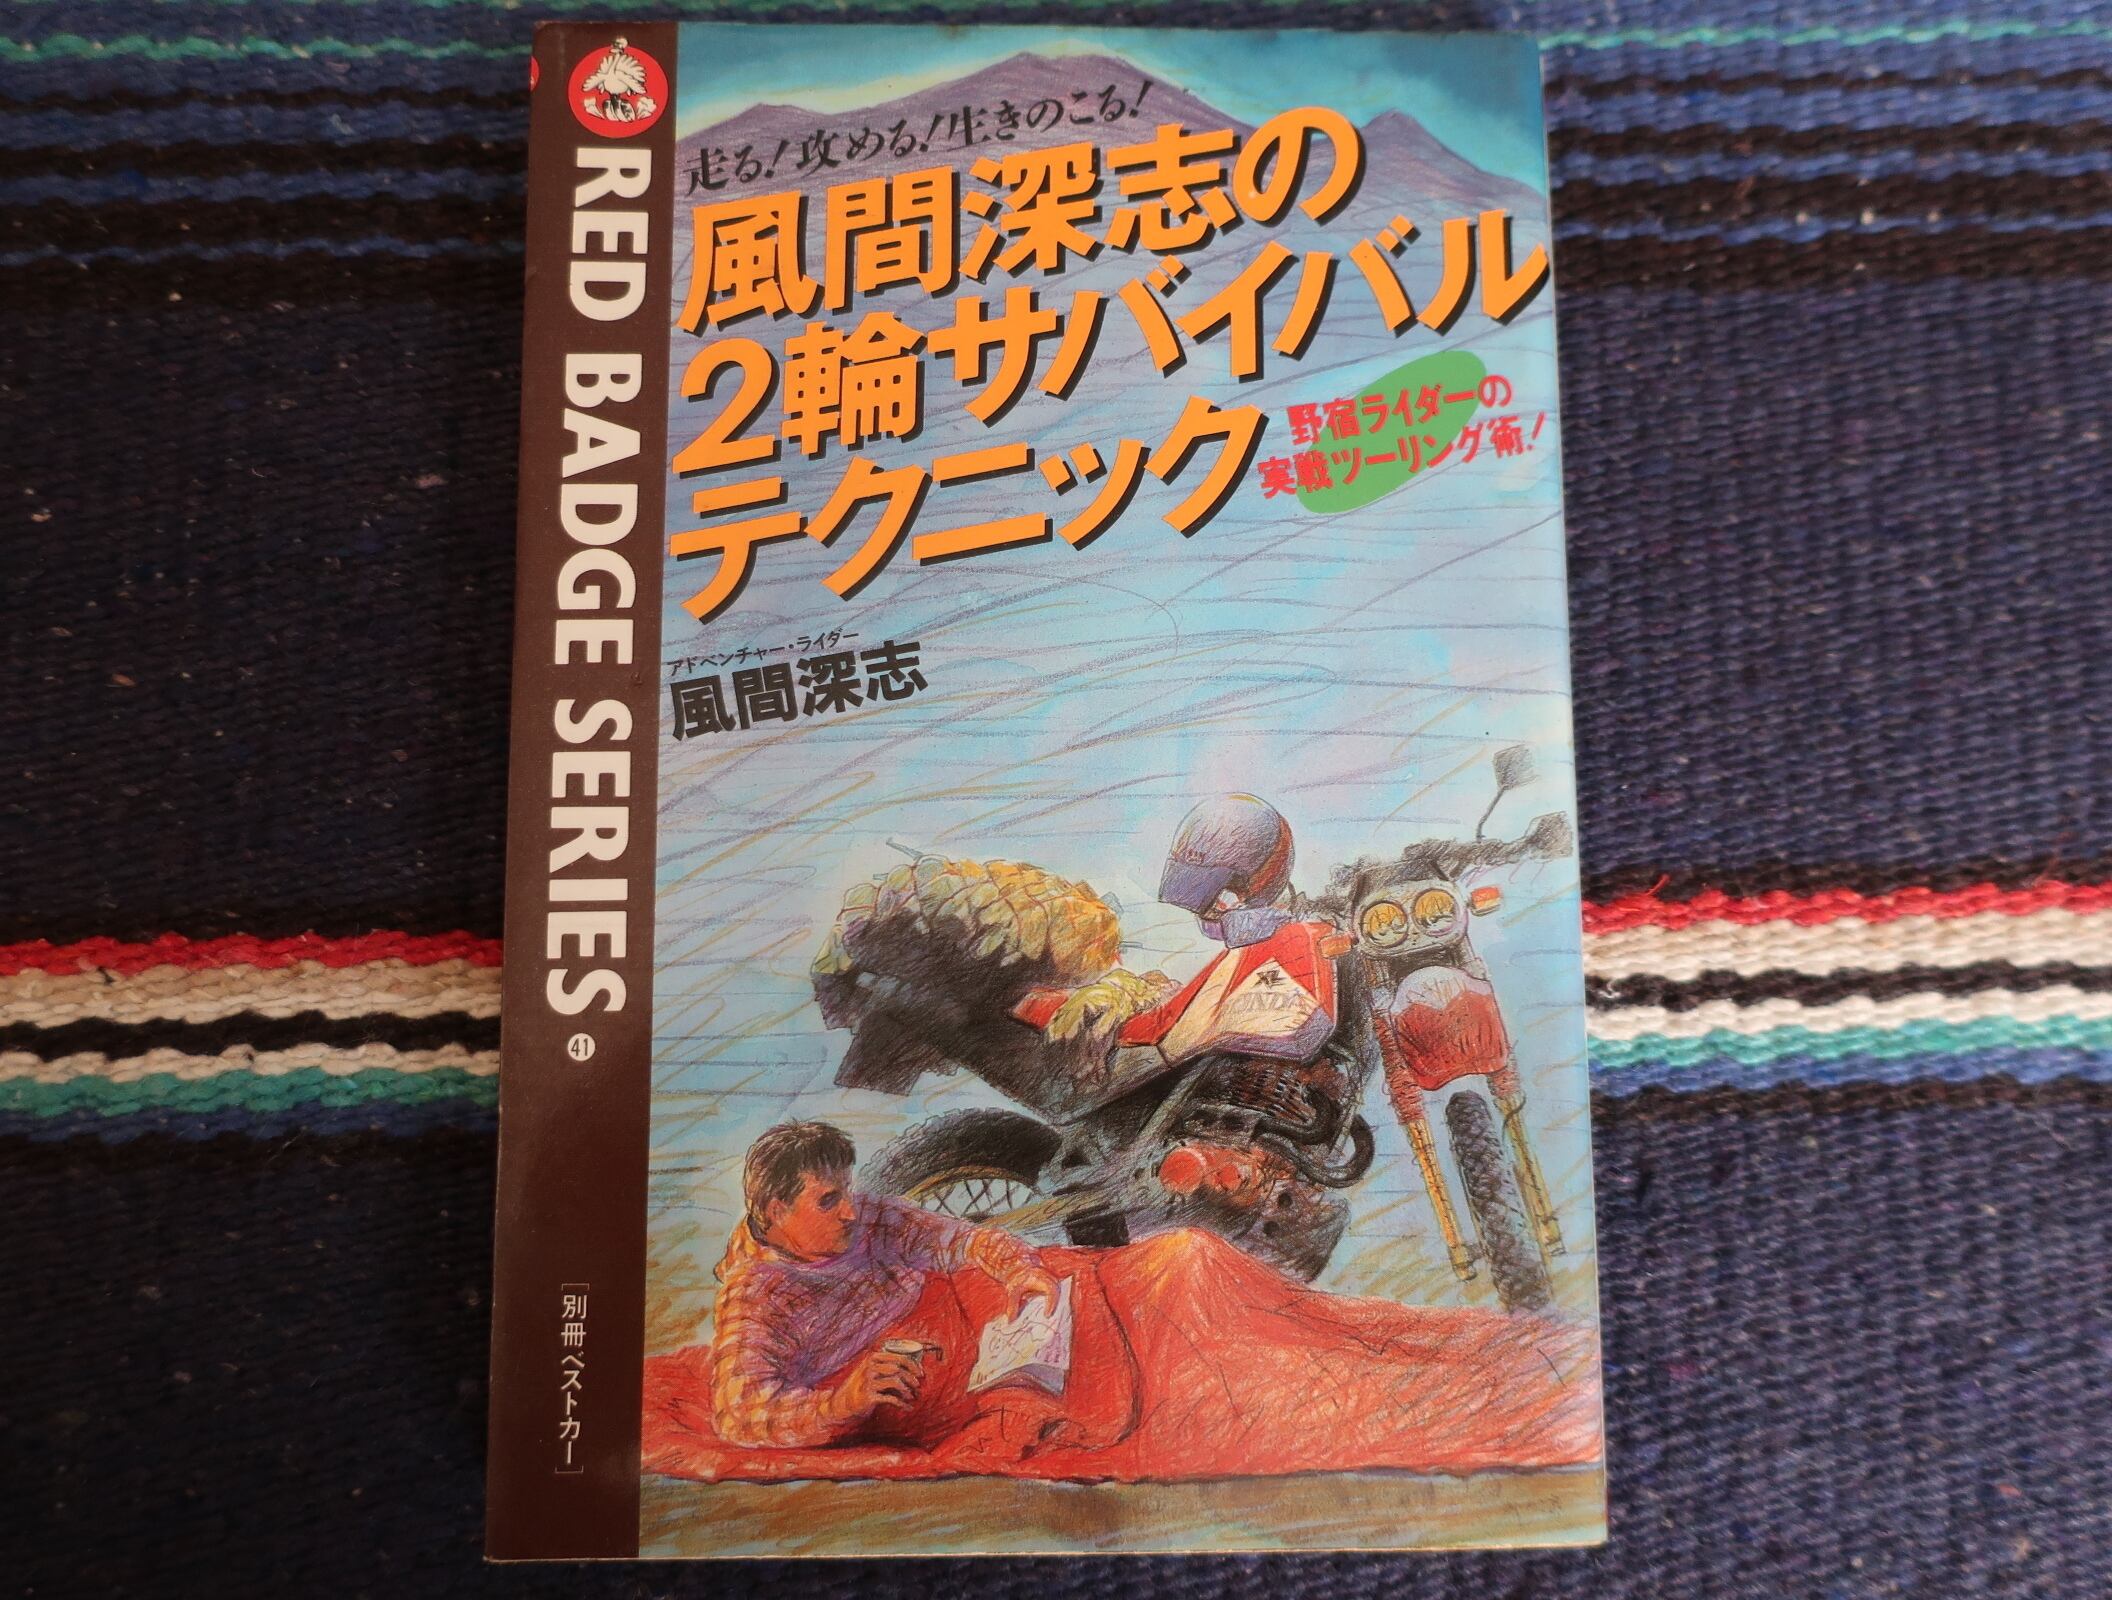 RED BADGE SERIES 41
[別冊ベストカー]
走る!攻める!生きのこる!
風間深志の
2輪サバイバル
テクニック
野宿ライダーの
実戦ツーリング術!
アドベンチャー・ライダー
風間深志
XL
HONDA